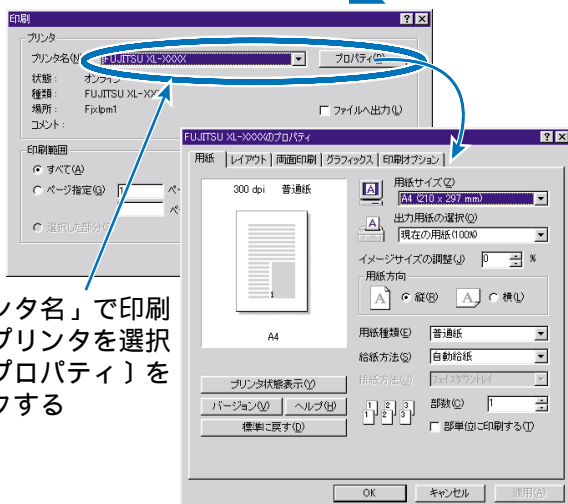 印刷
プリンタ
プリンタ名(N)
FUJITSU XL-XXXX
プロパティ(P)
状態：
オンライン
種類：
FUJITSU XL-XX
場所：
Fjxlpm1
コメント：
ファイルへ出力(L)
印刷範囲
すべて(A)
ページ指定(G)
1
選択した部分
FUJITSU XL-XXXXのプロパティ
用紙
レイアウト
両面印刷
グラフィックス
印刷オプション
300 dpi 普通紙
1
A4
プリンタ状態表示(Y)
バージョン(V)
ヘルプ(H)
標準に戻す(D)
用紙サイズ(Z)
A4 (210 x 297 mm)
出力用紙の選択(O)
現在の用紙(100%)
イメージサイズの調整(J)
0
%
用紙方向
縦(R)
横(L)
用紙種類(E)
普通紙
給紙方法(S)
自動給紙
排紙方法(J)
フェイスダウントレイ
部数(C)
1
部単位に印刷する(T)
OK
キャンセル
適用(A)
ンタ名」で印刷
プリンタを選択
プロパティ〕を
クする